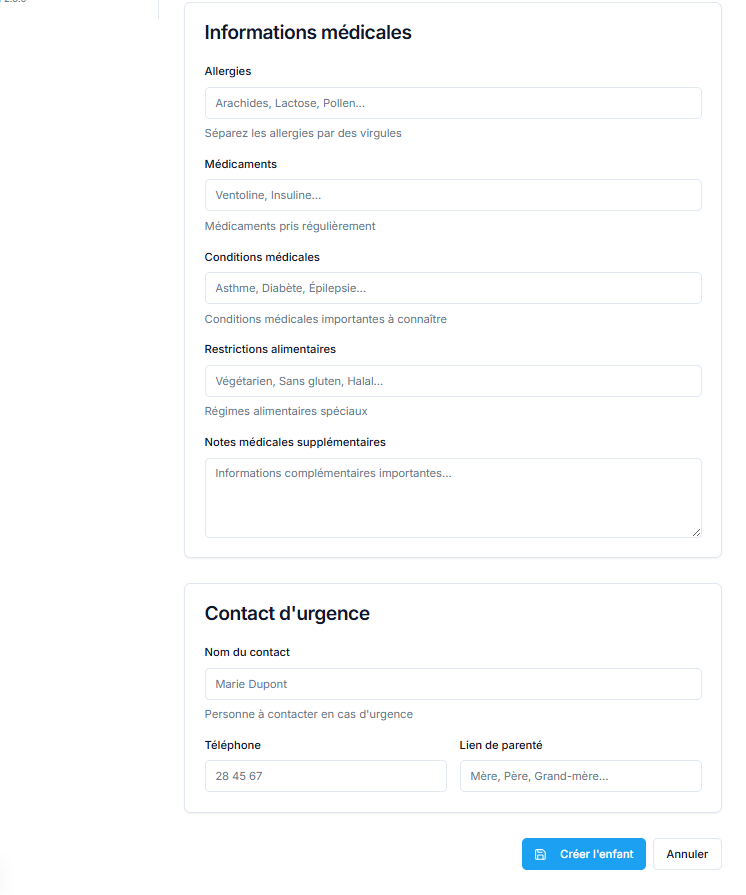 Informations médicales
Allergies
Arachides, Lactose, Pollen...
Séparez les allergies par des virgules
Médicaments
Ventoline, Insuline...
Médicaments pris régulièrement
Conditions médicales
Asthme, Diabète, Épilepsie...
Conditions médicales importantes à connaître
Restrictions alimentaires
Végétarien, Sans gluten, Halal...
Régimes alimentaires spéciaux
Notes médicales supplémentaires
Informations complémentaires importantes...
Contact d'urgence
Nom du contact
Marie Dupont
Personne à contacter en cas d'urgence
Téléphone
Lien de parenté
28 45 67
Mère, Père, Grand-mère...
Créer l'enfant
Annuler